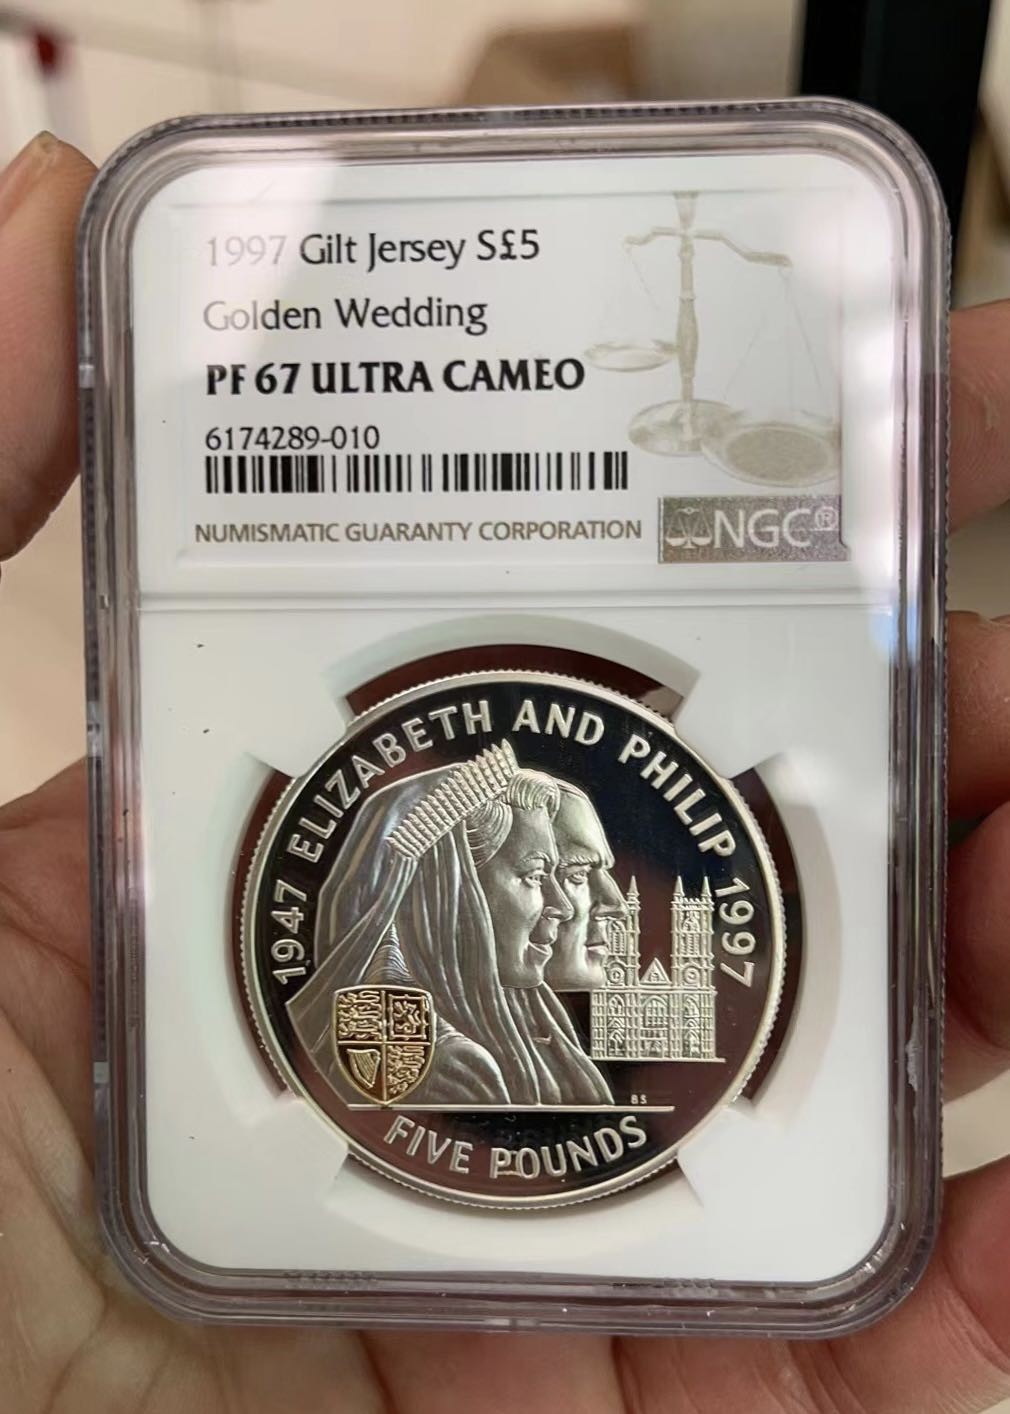 1997 Gilt Jersey S£5
Golden Wedding
PF 67 ULTRA CAMEO
6174289-010
NUMISMATIC GUARANTY CORPORATION
NGC®
1947 ELIZABETH AND PHILIP 1997
BS
FIVE POUNDS